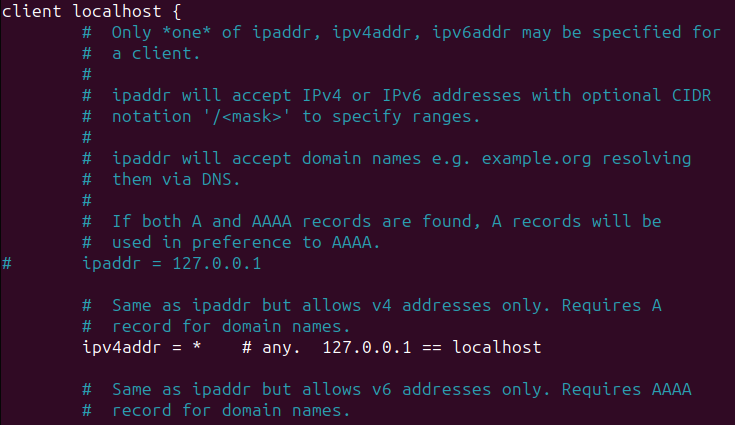 client localhost {
#  Only *one* of ipaddr, ipv4addr, ipv6addr may be specified for
#  a client.
#
#  ipaddr will accept IPv4 or IPv6 addresses with optional CIDR
#  notation '/<mask>' to specify ranges.
#
#  ipaddr will accept domain names e.g. example.org resolving
#  them via DNS.
#
#  If both A and AAAA records are found, A records will be
#  used in preference to AAAA.
#       ipaddr = 127.0.0.1
#  Same as ipaddr but allows v4 addresses only. Requires A
#  record for domain names.
ipv4addr = *    # any.  127.0.0.1 == localhost
#  Same as ipaddr but allows v6 addresses only. Requires AAAA
#  record for domain names.